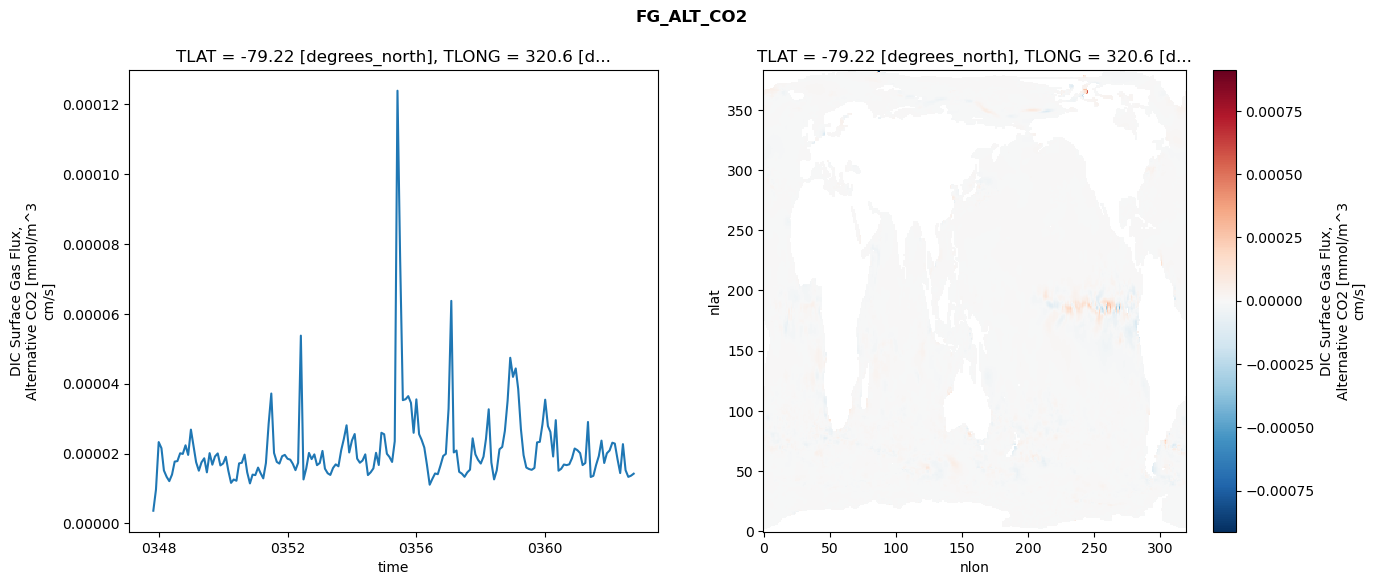 FG_ALT_CO2
TLAT = -79.22 [degrees_north], TLONG = 320.6 [d...
DIC Surface Gas Flux,
Alternative CO2 [mmol/m^3
cm/s]
0.00012
0.00010
0.00008
0.00006
0.00004
0.00002
0.00000
0348
0352
0356
0360
time
TLAT = -79.22 [degrees_north], TLONG = 320.6 [d...
nlat
350
300
250
200
150
100
50
0
0
50
100
150
200
250
300
nlon
0.00075
0.00050
0.00025
0.00000
−0.00025
−0.00050
−0.00075
DIC Surface Gas Flux,
Alternative CO2 [mmol/m^3
cm/s]